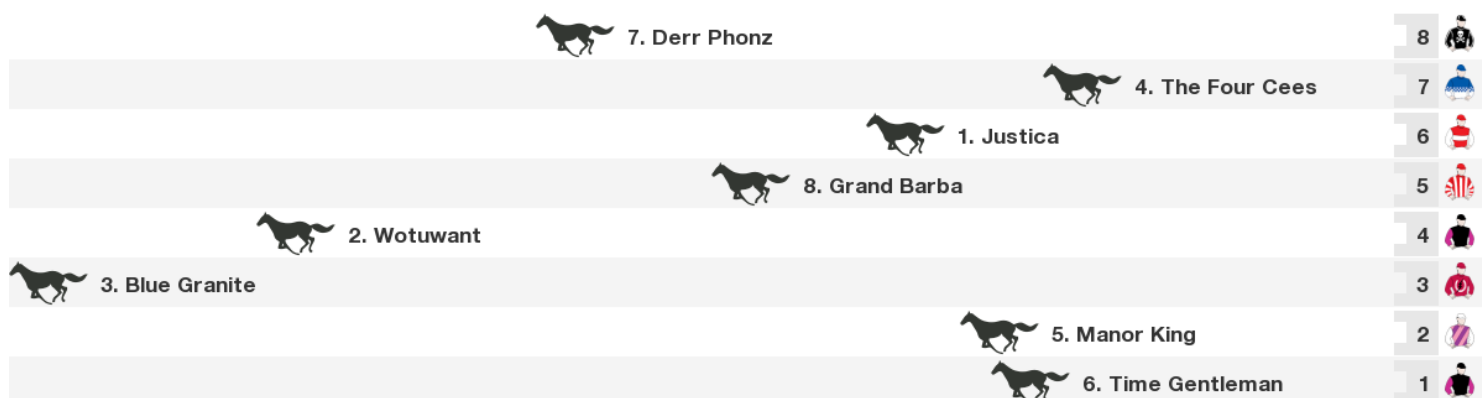 7. Derr Phonz 8
4. The Four Cees 7
1. Justica 6
8. Grand Barba 5
2. Wotuwant 4
3. Blue Granite 3
5. Manor King 2
6. Time Gentleman 1